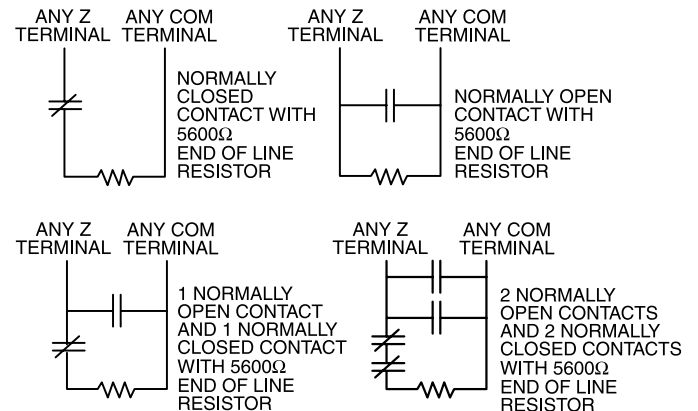 ANY Z
TERMINAL
ANY COM
TERMINAL
NORMALLY
CLOSED
CONTACT WITH
5600Ω
END OF LINE
RESISTOR
ANY Z
TERMINAL
ANY COM
TERMINAL
NORMALLY OPEN
CONTACT WITH
5600Ω
END OF LINE
RESISTOR
ANY Z
TERMINAL
ANY COM
TERMINAL
1 NORMALLY
OPEN CONTACT
AND 1 NORMALLY
CLOSED CONTACT
WITH 5600Ω
END OF LINE
RESISTOR
ANY Z
TERMINAL
ANY COM
TERMINAL
2 NORMALLY
OPEN CONTACTS
AND 2 NORMALLY
CLOSED CONTACTS
WITH 5600Ω
END OF LINE
RESISTOR